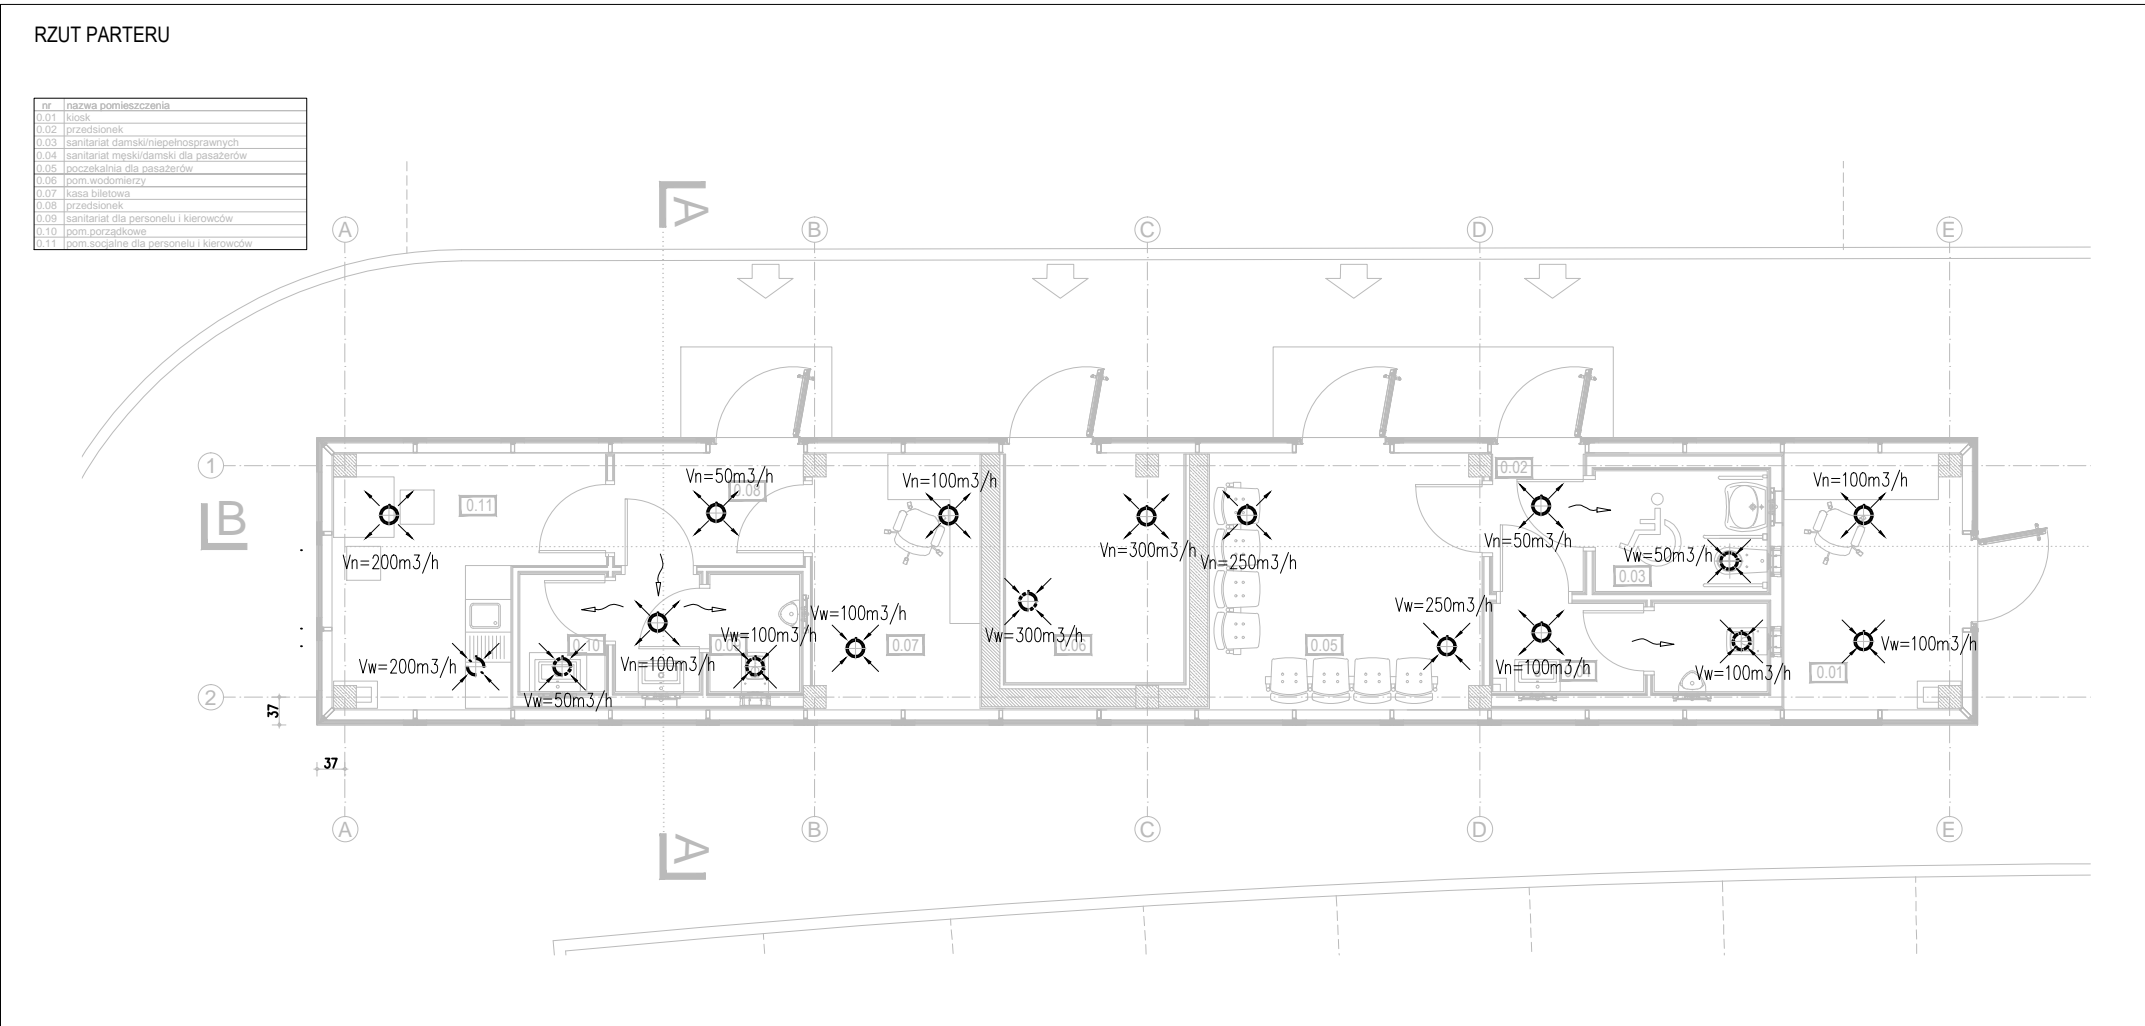 RZUT PARTERU
nr nazwa pomieszczenia
0.01 kiosk
0.02 przedsionek
0.03 sanitariat damski/niepełnosprawnych
0.04 sanitariat męski/damski dla pasażerów
0.05 poczekalnia dla pasażerów
0.06 pom.wodomierzy
0.07 kasa biletowa
0.08 przedsionek
0.09 sanitariat dla personelu i kierowców
0.10 pom.porządkowe
0.11 pom.socjalne dla personelu i kierowców
A
A
B
C
D
E
1
B
2
0.11
Vn=200m3/h
Vw=200m3/h
Vn=50m3/h
0.08
0.10
Vw=50m3/h
Vn=100m3/h
Vw=100m3/h
Vn=100m3/h
Vw=100m3/h
0.07
Vn=300m3/h
Vw=300m3/h
0.06
Vn=250m3/h
Vw=250m3/h
0.05
0.02
Vn=50m3/h
Vw=50m3/h
0.03
Vn=100m3/h
Vw=100m3/h
Vn=100m3/h
Vw=100m3/h
0.01
37
37
A
A
B
C
D
E